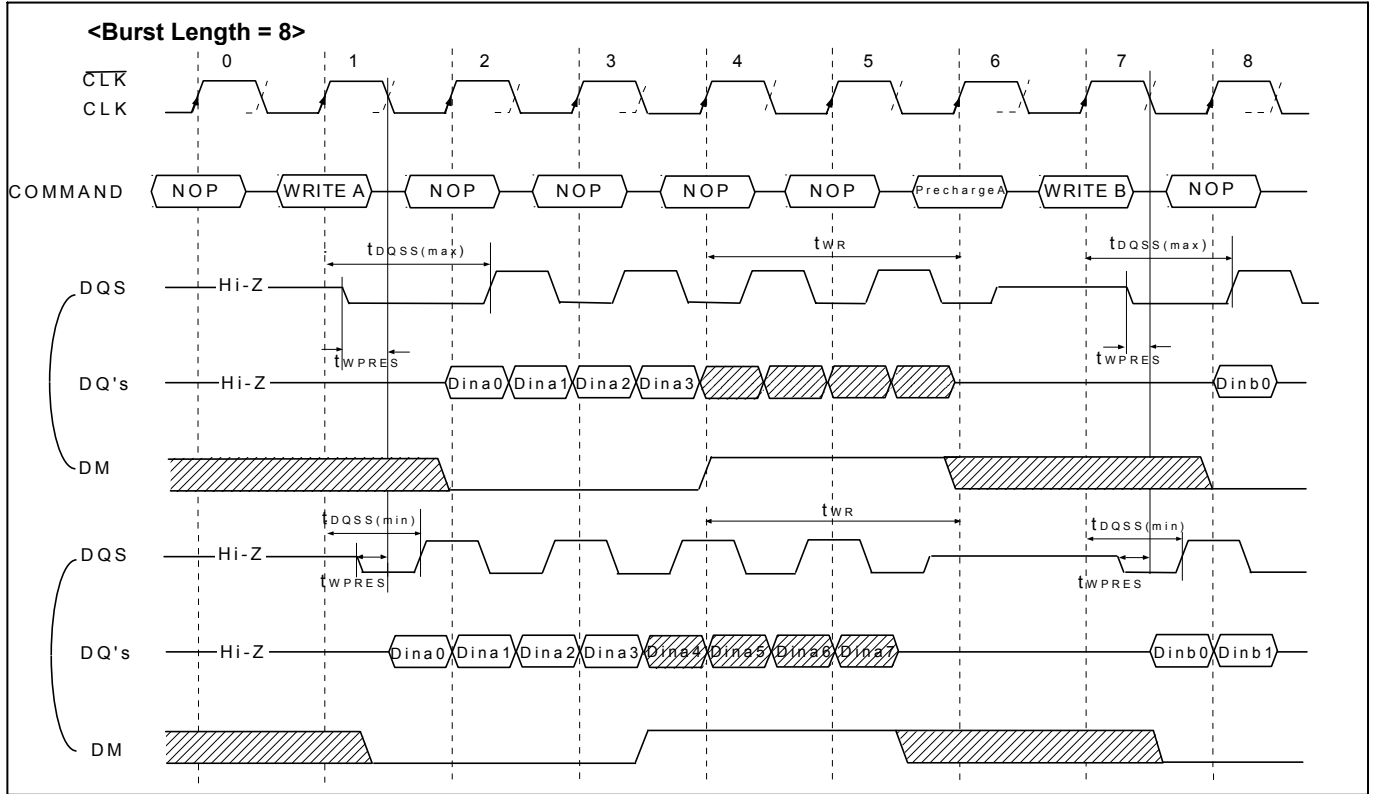 <Burst Length = 8>
0 1 2 3 4 5 6 7 8
CLK
CLK
COMMAND NOP WRITE A NOP NOP NOP NOP PrechargeA WRITE B NOP
tDQSS(max) tWR tDQSS(max)
DQS Hi-Z
tWPRES tWPRES
DQ's Hi-Z Dina0 Dina1 Dina2 Dina3 Dinb0
DM
tDQSS(min) tWR tDQSS(min)
DQS Hi-Z
tWPRES tWPRES
DQ's Hi-Z Dina0 Dina1 Dina2 Dina3 Dina4 Dina5 Dina6 Dina7 Dinb0 Dinb1
DM